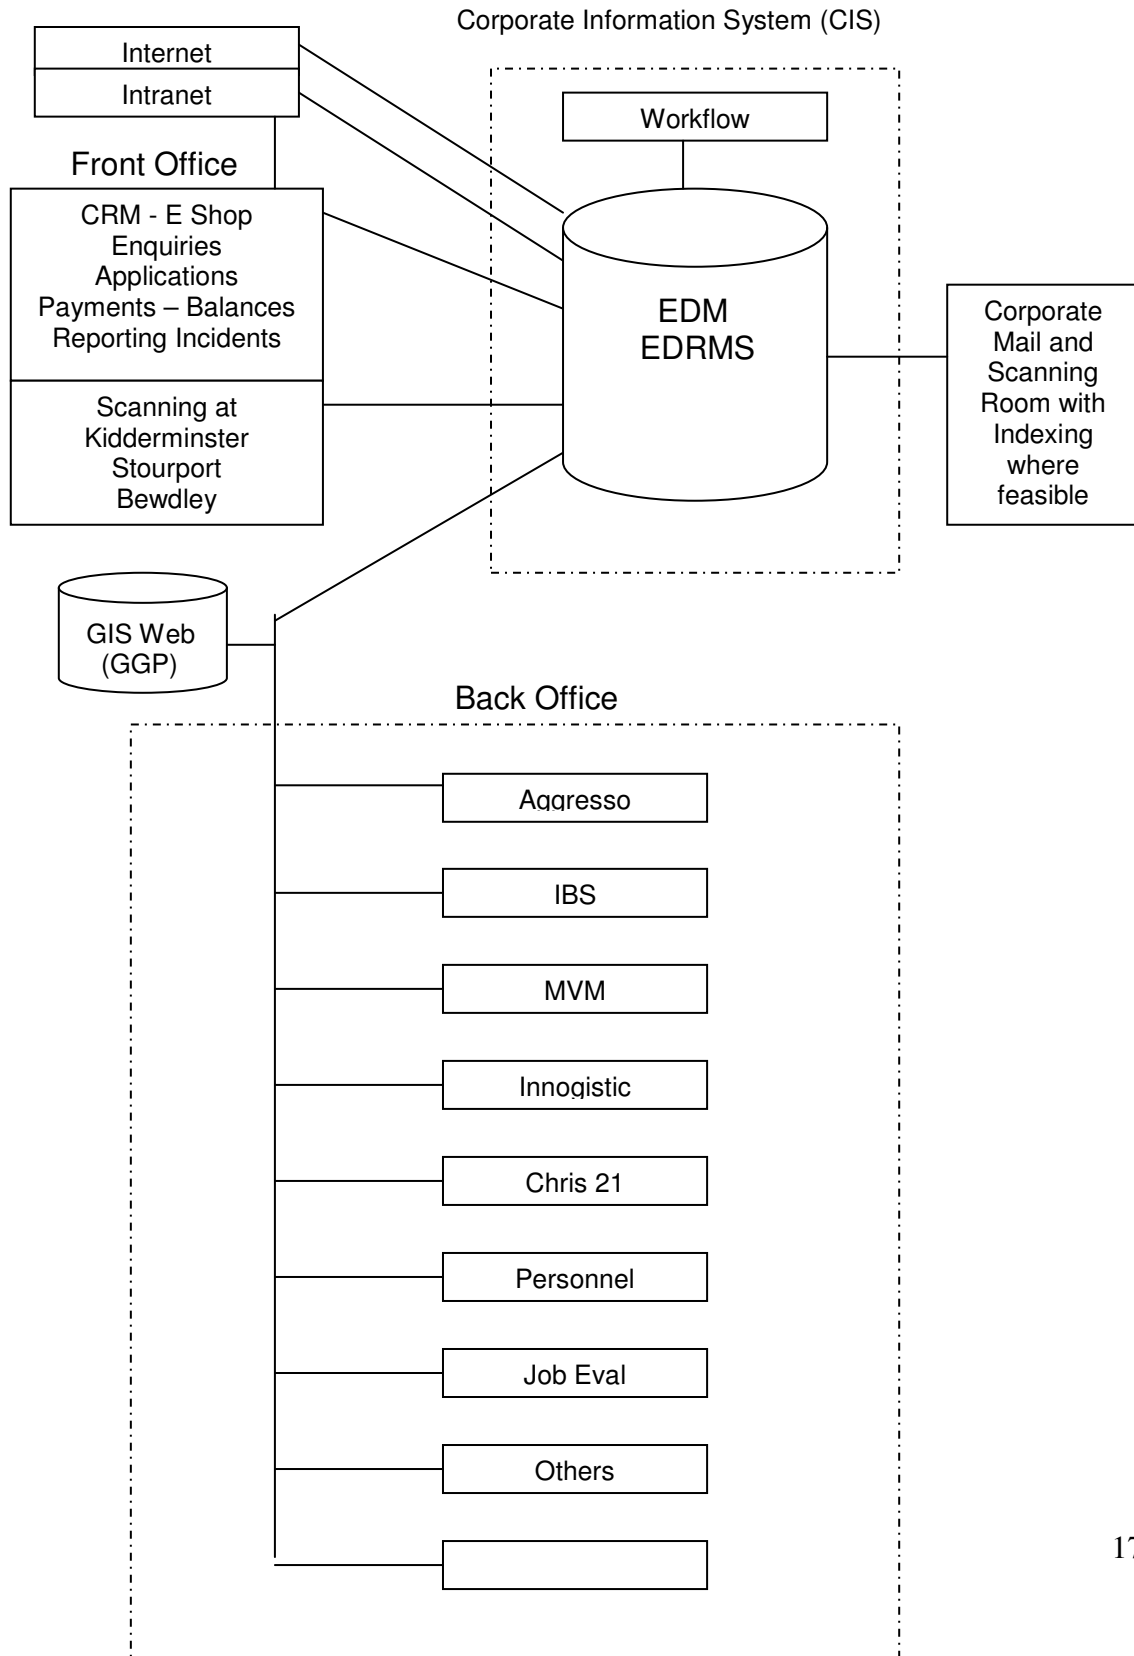 Corporate Information System (CIS)
Internet
Intranet
Workflow
Front Office
CRM - E Shop
Enquiries
Applications
Payments – Balances
Reporting Incidents
Scanning at
Kidderminster
Stourport
Bewdley
EDM
EDRMS
Corporate
Mail and
Scanning
Room with
Indexing
where
feasible
GIS Web
(GGP)
Back Office
Aggresso
IBS
MVM
Innogistic
Chris 21
Personnel
Job Eval
Others
17